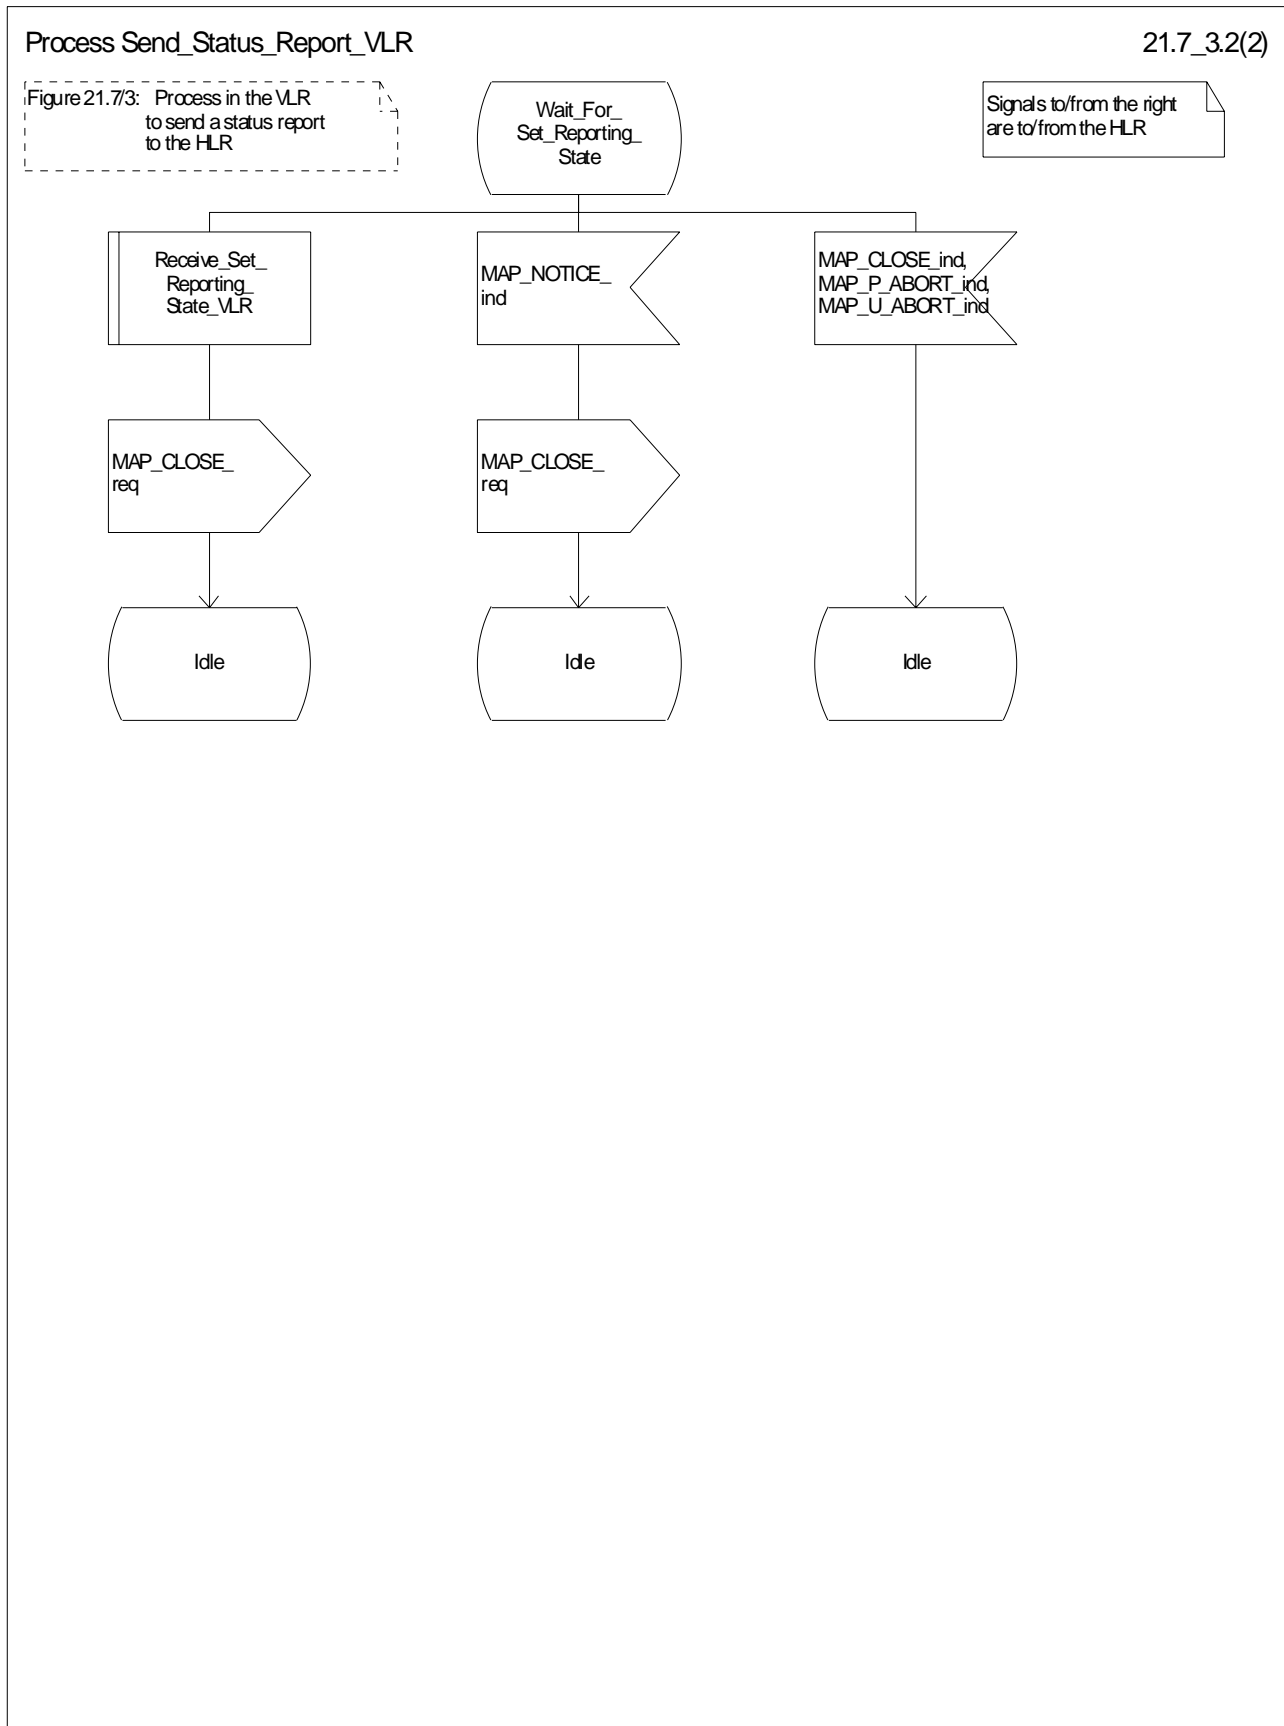 Process Send_Status_Report_VLR
21.7_3.2(2)
Figure 21.7/3: Process in the VLR
to send a status report
to the HLR
Wait_For_
Set_Reporting_
State
Signals to/from the right
are to/from the HLR
Receive_Set_
Reporting_
State_VLR
MAP_NOTICE_
ind
MAP_CLOSE_ind,
MAP_P_ABORT_ind,
MAP_U_ABORT_ind
MAP_CLOSE_
req
MAP_CLOSE_
req
Idle
Idle
Idle